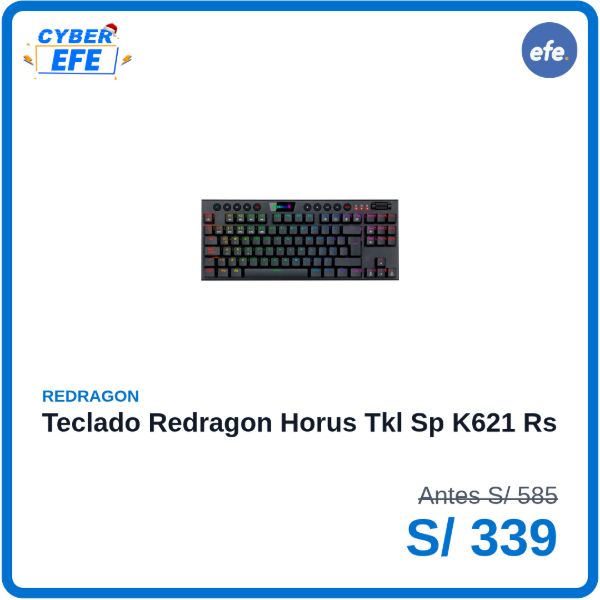 CYBER
EFE
efe.
REDRAGON
Teclado Redragon Horus Tkl Sp K621 Rs
Antes S/ 585
S/ 339